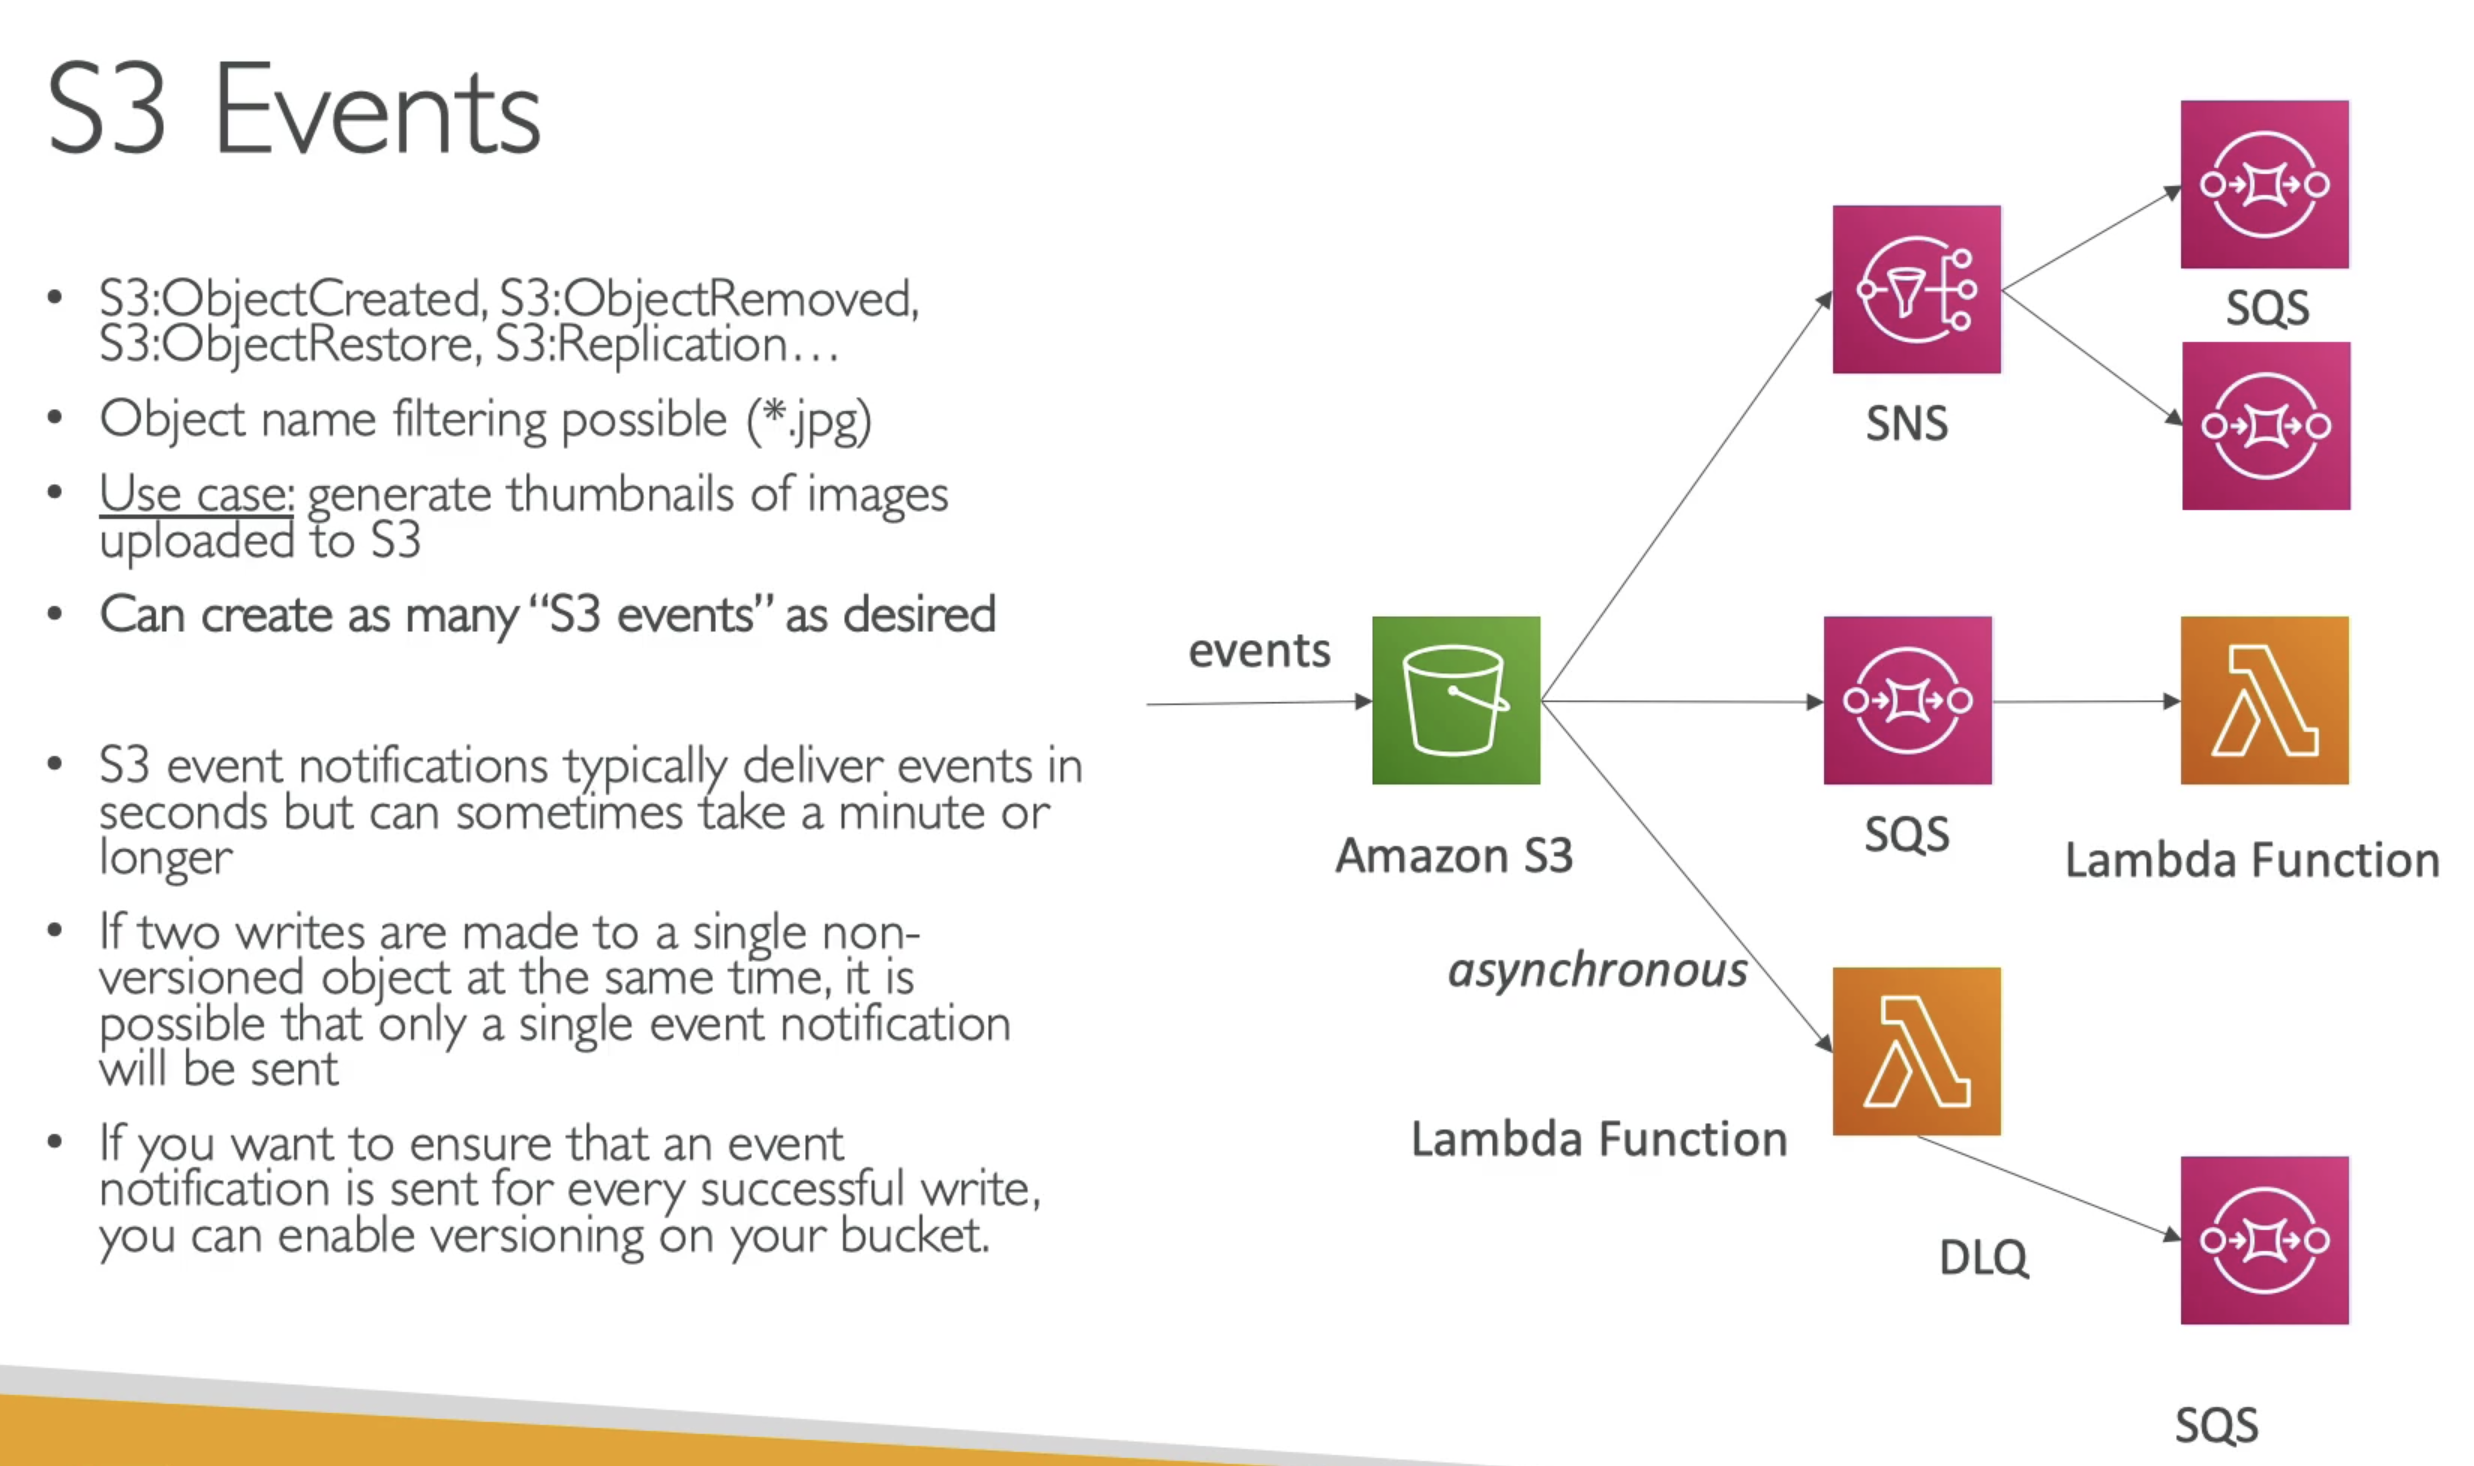 S3 Events
• S3:ObjectCreated, S3:ObjectRemoved,
S3:ObjectRestore, S3:Replication…
• Object name filtering possible (*.jpg)
• Use case: generate thumbnails of images
uploaded to S3
• Can create as many “S3 events” as desired
• S3 event notifications typically deliver events in
seconds but can sometimes take a minute or
longer
• If two writes are made to a single non-
versioned object at the same time, it is
possible that only a single event notification
will be sent
• If you want to ensure that an event
notification is sent for every successful write,
you can enable versioning on your bucket.
events
Amazon S3
SNS
SQS
SQS
Lambda Function
asynchronous
Lambda Function
DLQ
SQS